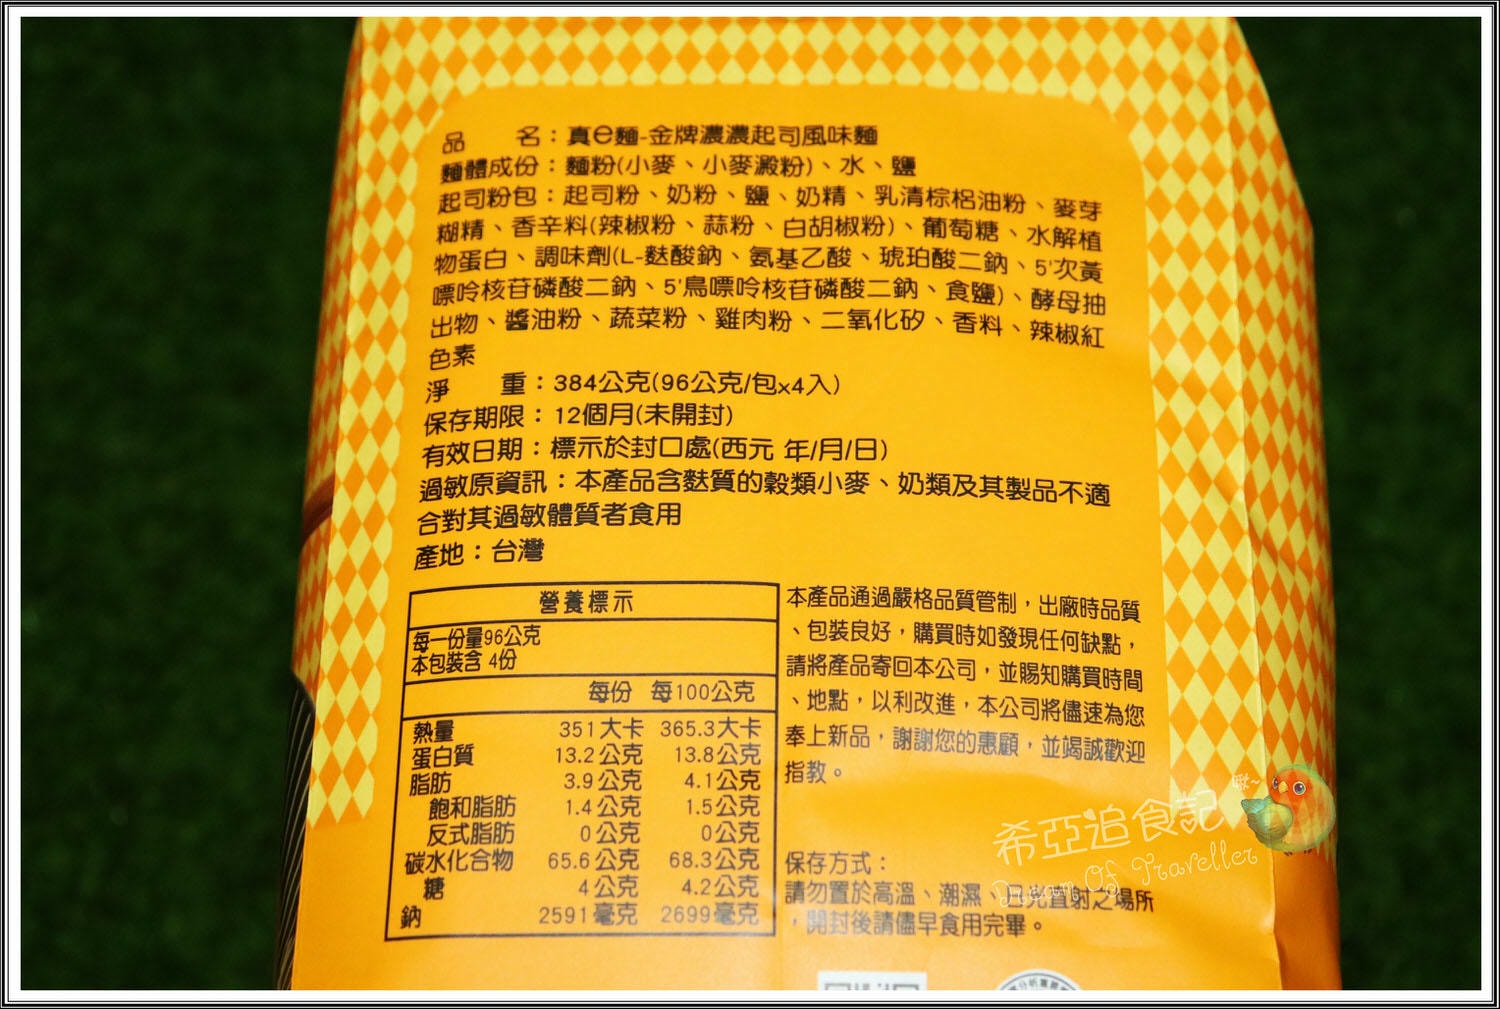 品　　名：真e麵-金牌濃濃起司風味麵
麵體成份：麵粉(小麥、小麥澱粉)、水、鹽
起司粉包：起司粉、奶粉、鹽、奶精、乳清棕梠油粉、麥芽
糊精、香辛料(辣椒粉、蒜粉、白胡椒粉)、葡萄糖、水解植
物蛋白、調味劑(L-麩酸鈉、氨基乙酸、琥珀酸二鈉、5'次黃
嘌呤核苷磷酸二鈉、5'鳥嘌呤核苷磷酸二鈉、食鹽)、酵母抽
出物、醬油粉、蔬菜粉、雞肉粉、二氧化矽、香料、辣椒紅
色素
淨　　重：384公克(96公克/包x4入)
保存期限：12個月(未開封)
有效日期：標示於封口處(西元 年/月/日)
過敏原資訊：本產品含麩質的穀類小麥、奶類及其製品不適
合對其過敏體質者食用
產地：台灣
營養標示
每一份量96公克
本包裝含 4份
每份 每100公克
熱量 351大卡 365.3大卡
蛋白質 13.2公克 13.8公克
脂肪 3.9公克 4.1公克
飽和脂肪 1.4公克 1.5公克
反式脂肪 0公克 0公克
碳水化合物 65.6公克 68.3公克
糖 4公克 4.2公克
鈉 2591毫克 2699毫克
本產品通過嚴格品質管制，出廠時品質
、包裝良好，購買時如發現任何缺點，
請將產品寄回本公司，並賜知購買時間
、地點，以利改進，本公司將儘速為您
奉上新品，謝謝您的惠顧，並竭誠歡迎
指教。
保存方式：
請勿置於高溫、潮濕、日光直射之場所
，開封後請儘早食用完畢。
希亞追食記
Dream Of Traveller
啾~